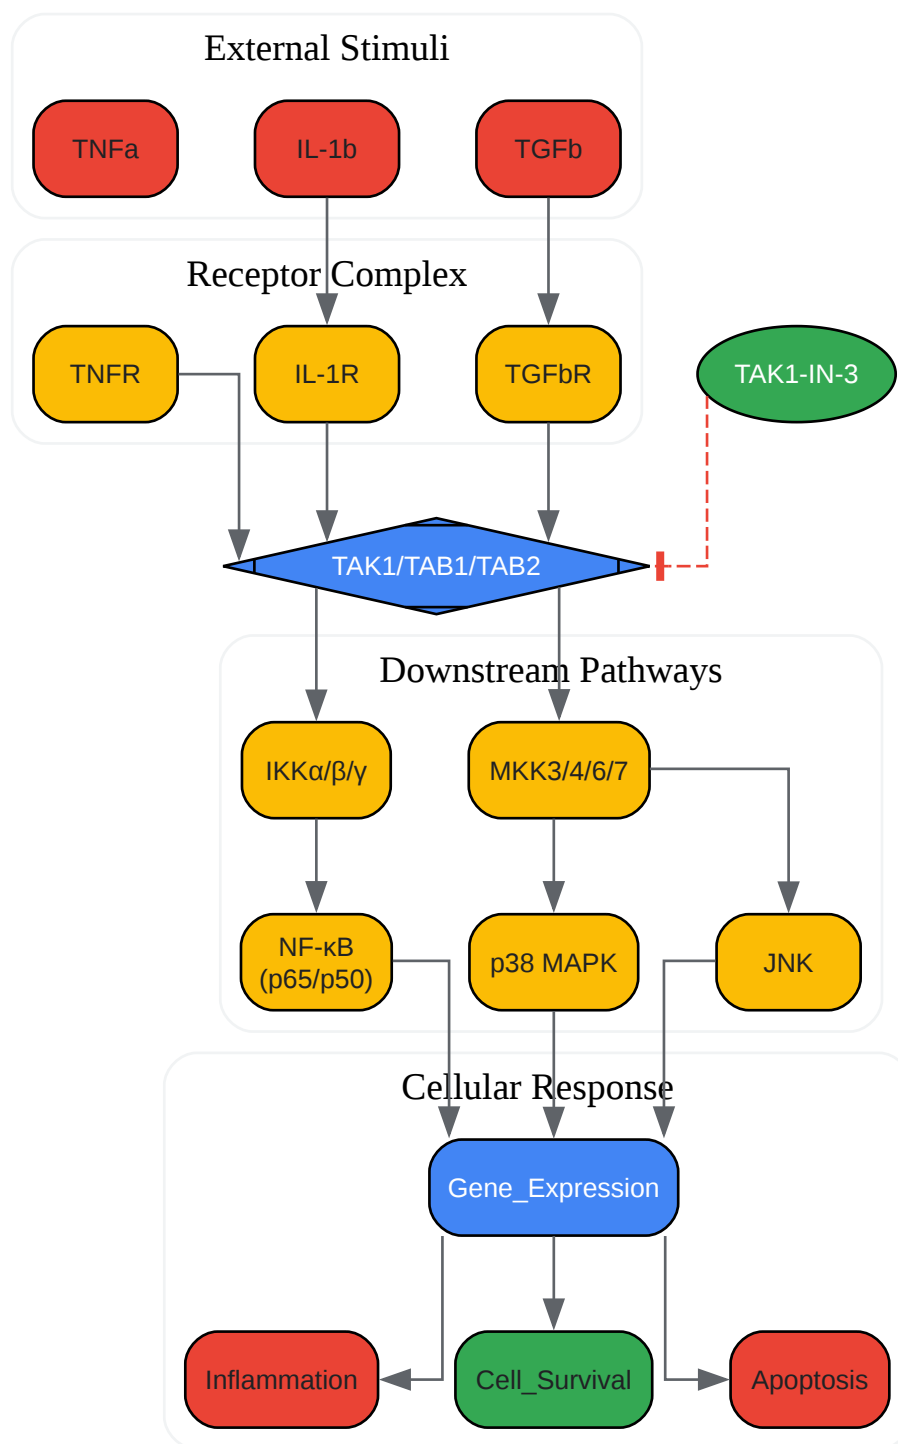 External Stimuli
TNFa
IL-1b
TGFb
Receptor Complex
TNFR
IL-1R
TGFbR
TAK1-IN-3
TAK1/TAB1/TAB2
Downstream Pathways
IKKα/β/γ
MKK3/4/6/7
NF-κB
(p65/p50)
p38 MAPK
JNK
Cellular Response
Gene_Expression
Inflammation
Cell_Survival
Apoptosis